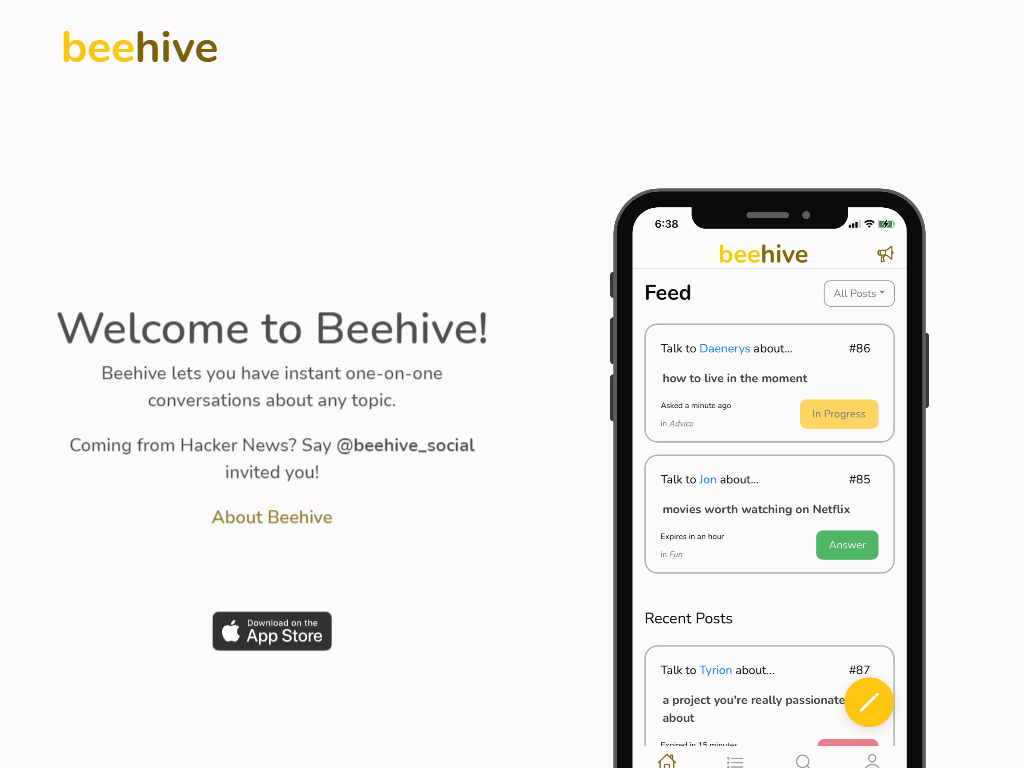 beehive
Welcome to Beehive!
Beehive lets you have instant one-on-one
conversations about any topic.
Coming from Hacker News? Say @beehive_social
invited you!
About Beehive
Download on the
App Store
6:38
beehive
Feed
All Posts
Talk to Daenerys about...
#86
how to live in the moment
Asked a minute ago
in Advice
In Progress
Talk to Jon about...
#85
movies worth watching on Netflix
Expires in an hour
in Fun
Answer
Recent Posts
Talk to Tyrion about...
#87
a project you're really passionate
about
Expired in 15 minutes